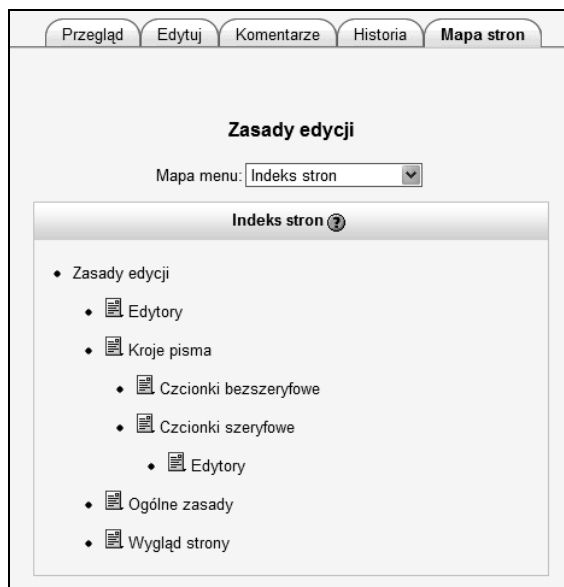 Przegląd Edytuj Komentarze Historia Mapa stron
Zasady edycji
Mapa menu: Indeks stron
Indeks stron ?
Zasady edycji
Edytory
Kroje pisma
Czcionki bezszeryfowe
Czcionki szeryfowe
Edytory
Ogólne zasady
Wygląd strony